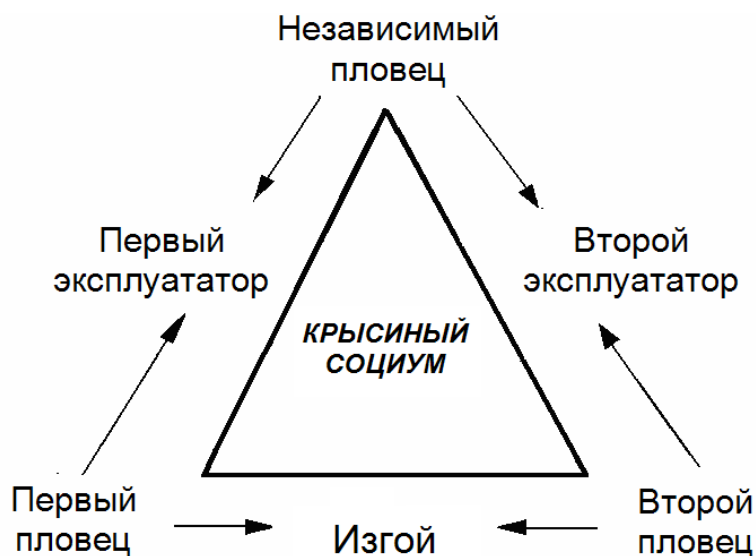 Независимый
пловец
Первый
эксплуататор
Второй
эксплуататор
КРЫСИНЫЙ
СОЦИУМ
Первый
пловец
Изгой
Второй
пловец